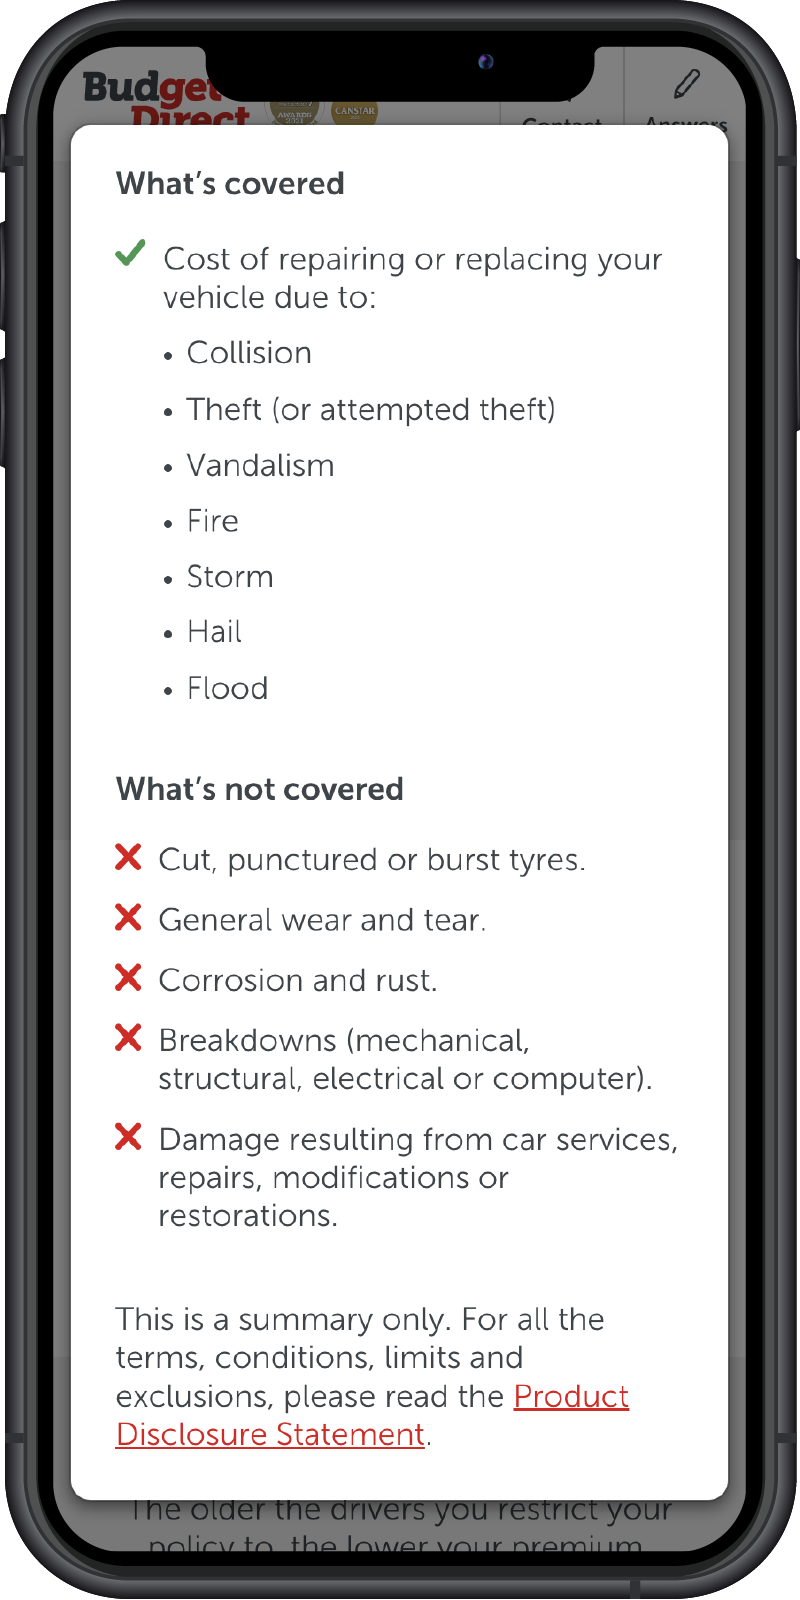 Budget
Direct
AWARDS
2021
CANSTAR
Contact
Answers
What's covered
Cost of repairing or replacing your
vehicle due to:
• Collision
• Theft (or attempted theft)
• Vandalism
• Fire
• Storm
• Hail
• Flood
What's not covered
Cut, punctured or burst tyres.
General wear and tear.
Corrosion and rust.
Breakdowns (mechanical,
structural, electrical or computer).
Damage resulting from car services,
repairs, modifications or
restorations.
This is a summary only. For all the
terms, conditions, limits and
exclusions, please read the Product
Disclosure Statement.
The older the drivers you restrict your
policy to, the lower your premium